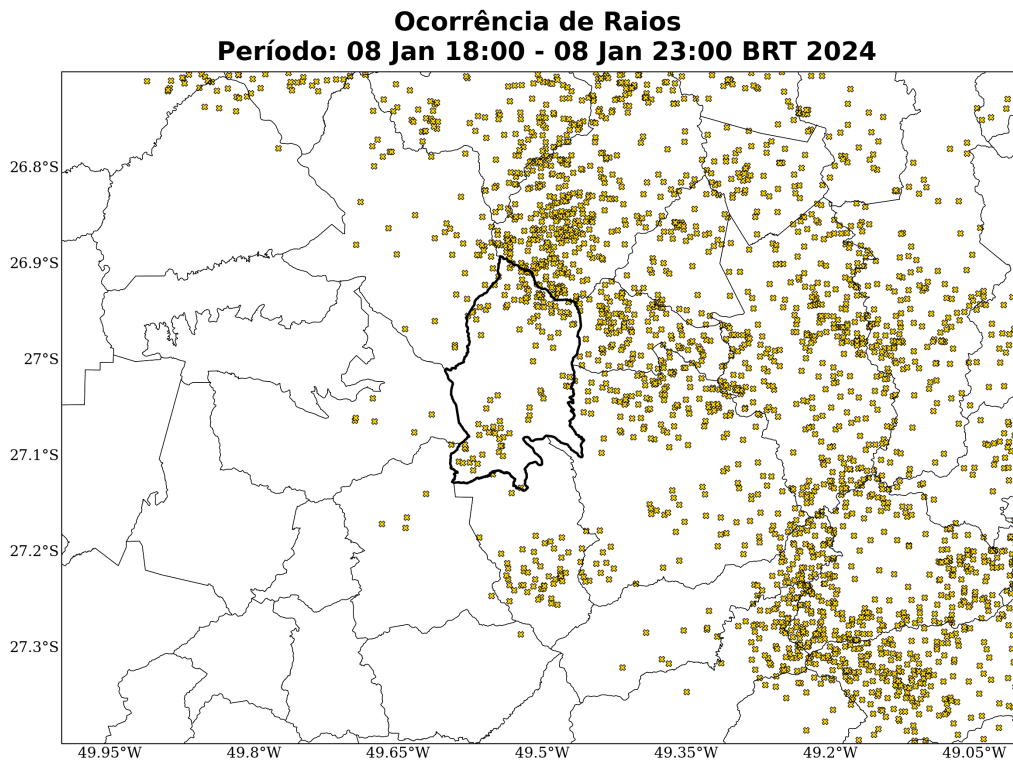 Ocorrência de Raios
Período: 08 Jan 18:00 - 08 Jan 23:00 BRT 2024
26.8°S
26.9°S
27°S
27.1°S
27.2°S
27.3°S
49.95°W
49.8°W
49.65°W
49.5°W
49.35°W
49.2°W
49.05°W